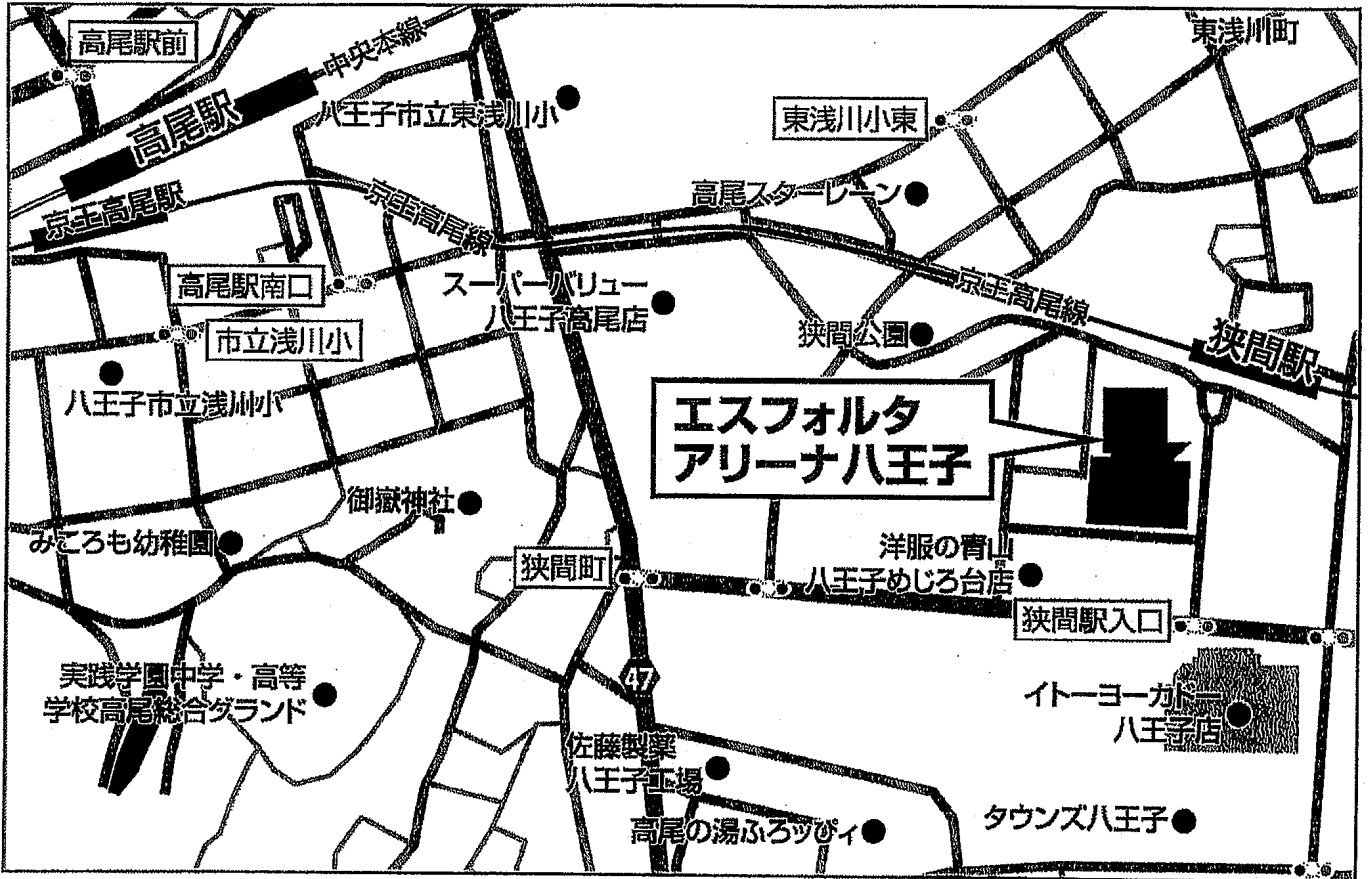 高尾駅前
中央本線
東浅川町
高尾駅
八王子市立東浅川小
東浅川小東
京王高尾駅
京王高尾線
高尾スターレーン
高尾駅南口
スーパーバリュー
八王子高尾店
京王高尾線
市立浅川小
狭間公園
狭間駅
八王子市立浅川小
エスフォルタ
アリーナ八王子
御嶽神社
みころも幼稚園
狭間町
洋服の青山
八王子めじろ台店
狭間駅入口
実践学園中学・高等
学校高尾総合グランド
47
イトーヨーカドー
八王子店
佐藤製薬
八王子工場
高尾の湯ふろッぴィ
タウンズ八王子